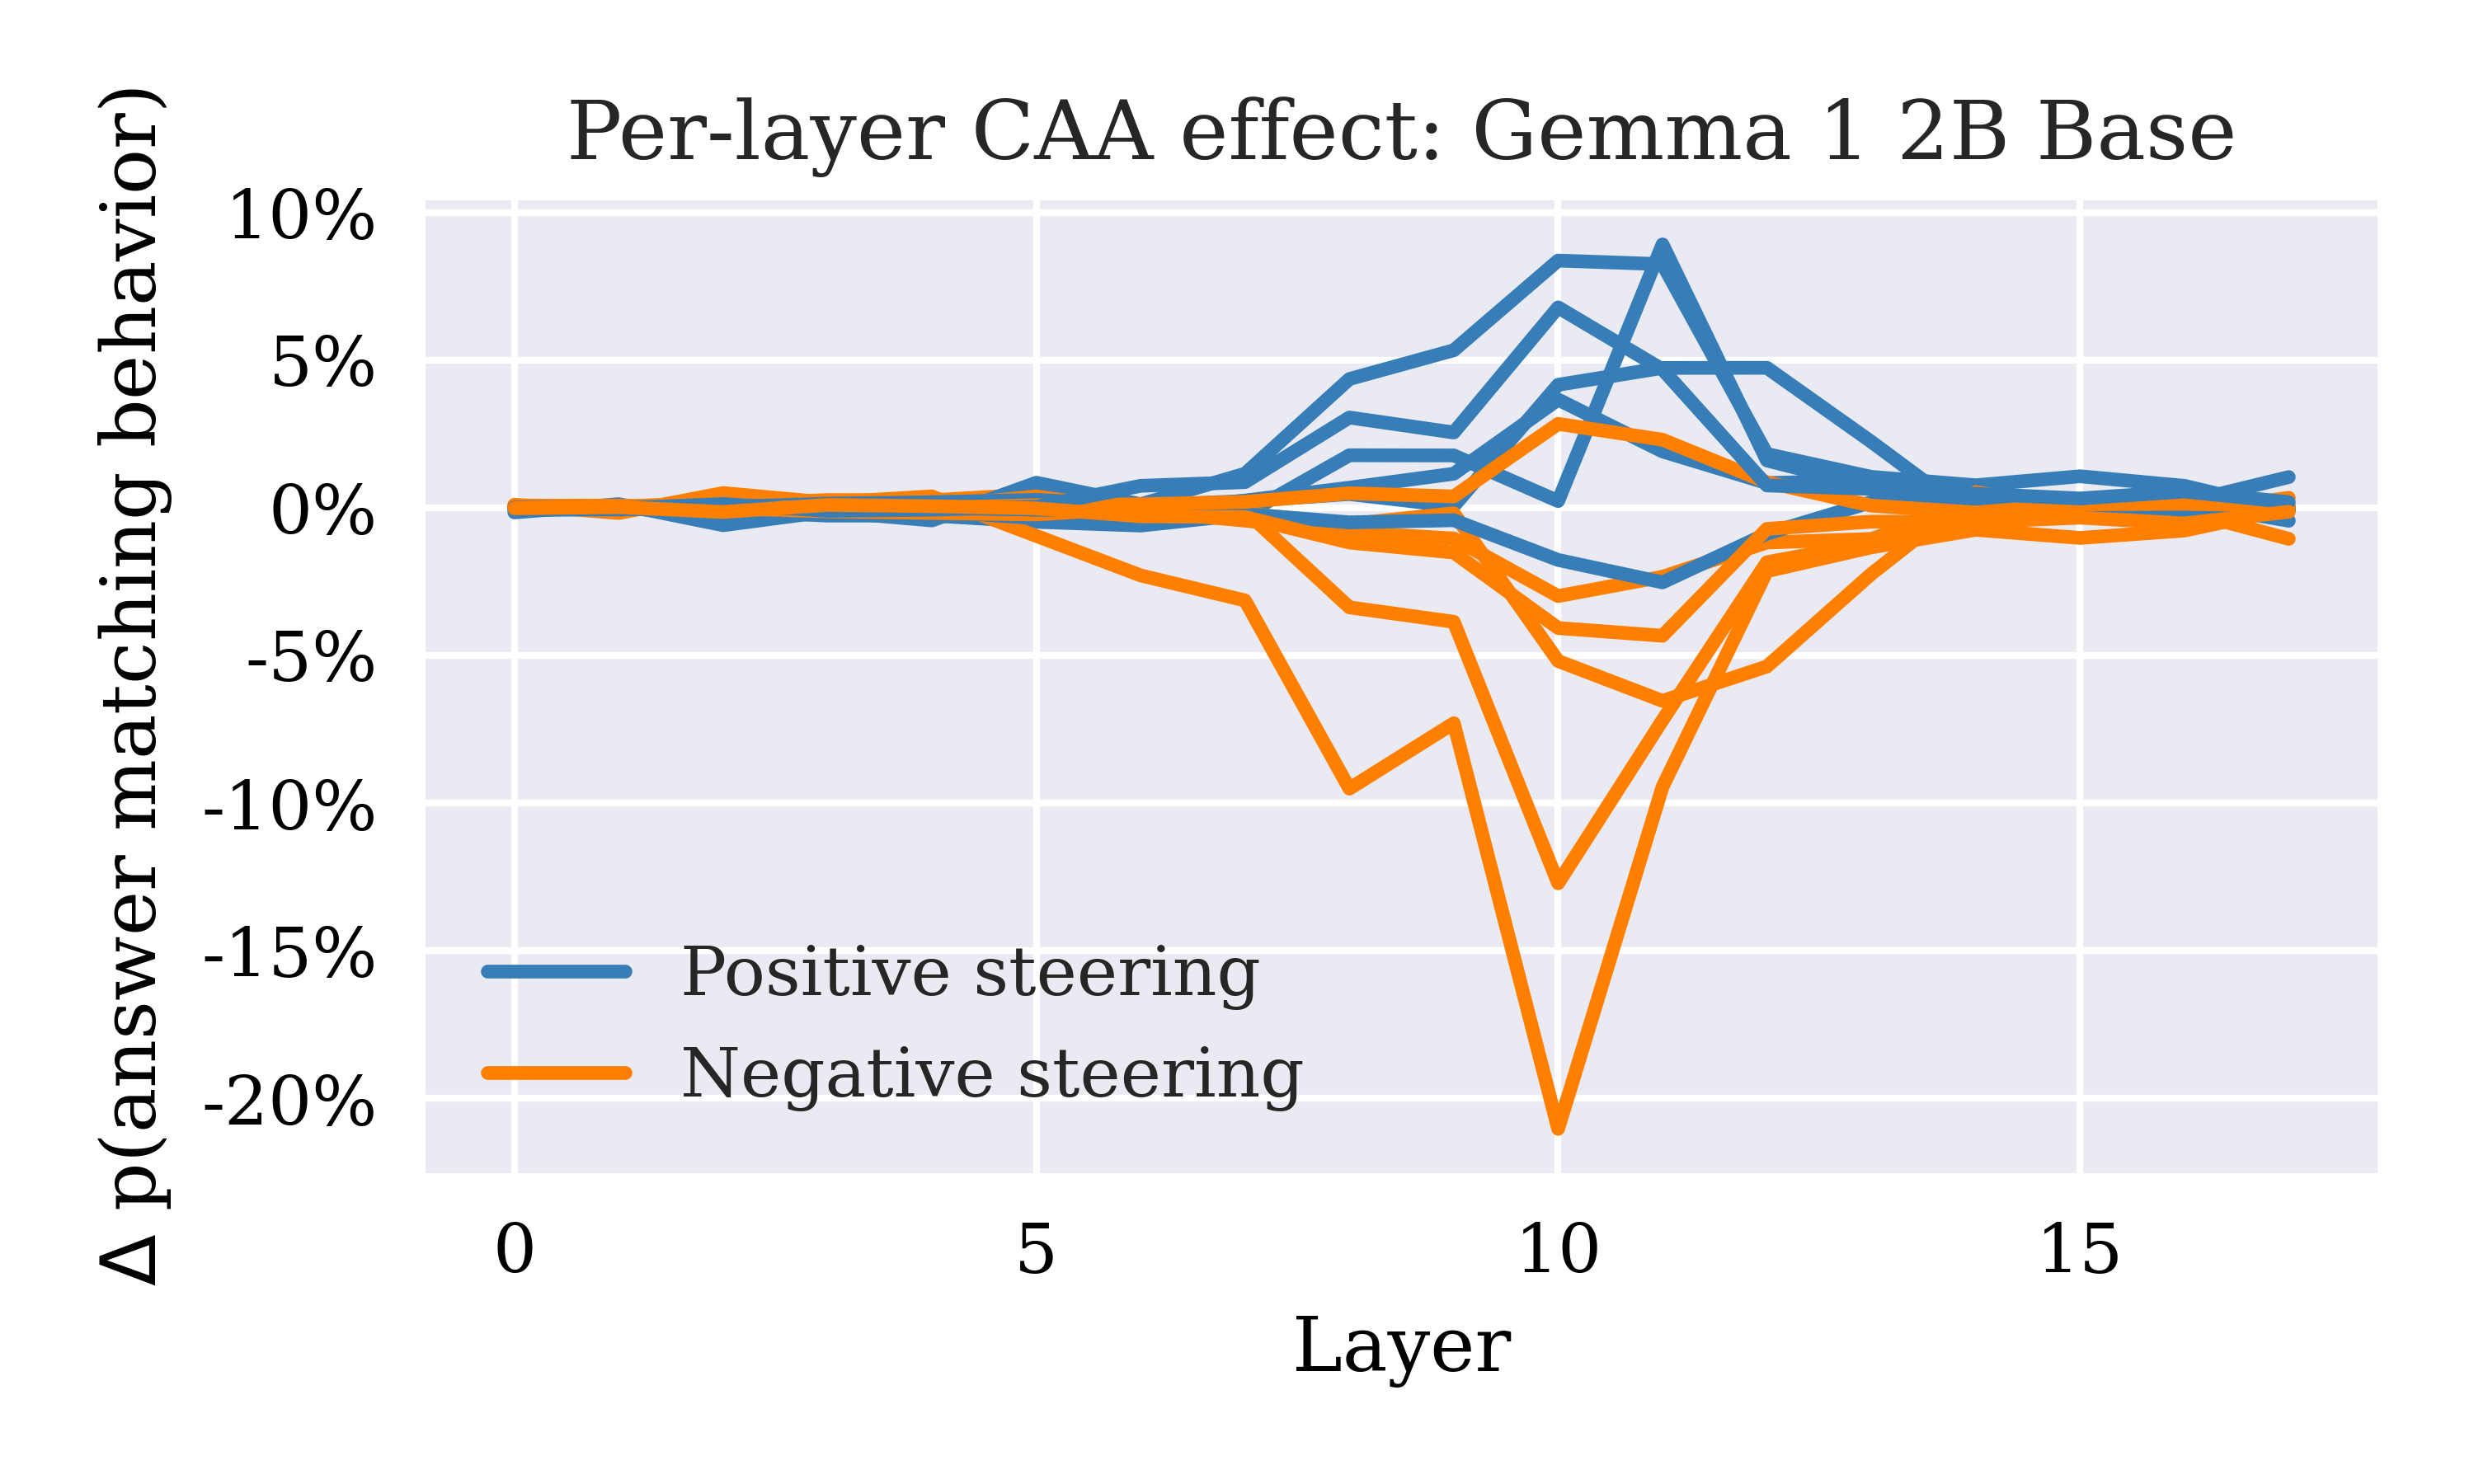 Per-layer CAA effect: Gemma 1 2B Base
Δ p(answer matching behavior)
10%
5%
0%
-5%
-10%
-15%
-20%
Positive steering
Negative steering
0 5 10 15
Layer